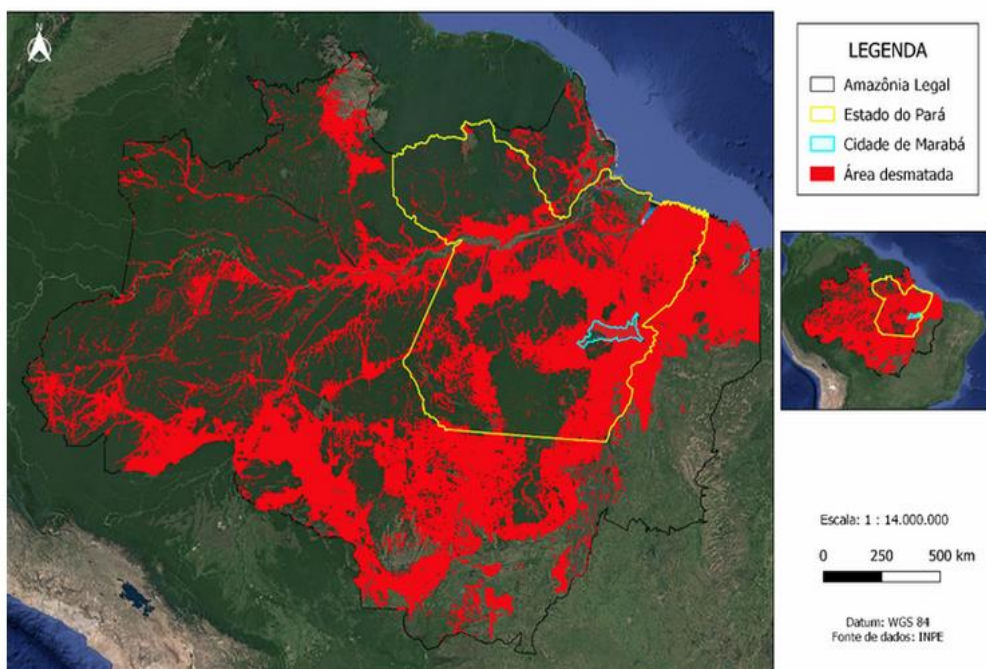 N
LEGENDA
Amazônia Legal
Estado do Pará
Cidade de Marabá
Área desmatada
Escala: 1 : 14.000.000
0 250 500 km
Datum: WGS 84
Fonte de dados: INPE